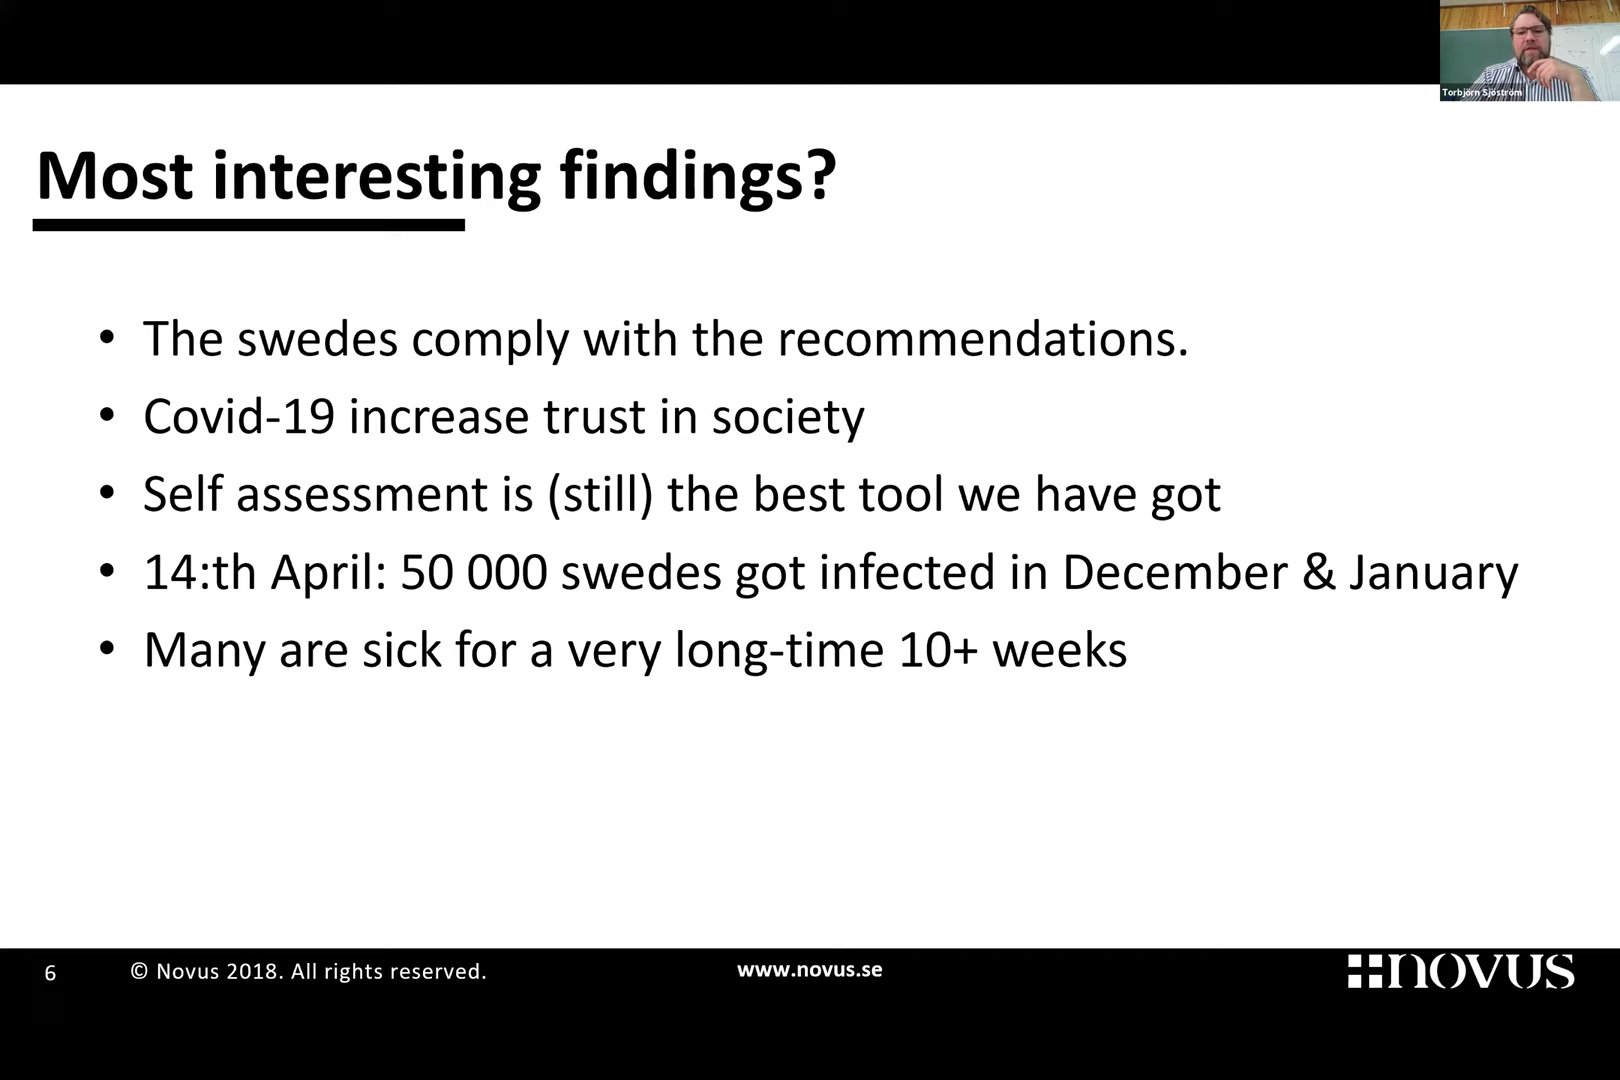 Torbjörn Sjöström
Most interesting findings?
• The swedes comply with the recommendations.
• Covid-19 increase trust in society
• Self assessment is (still) the best tool we have got
• 14:th April: 50 000 swedes got infected in December & January
• Many are sick for a very long-time 10+ weeks
6
© Novus 2018. All rights reserved.
www.novus.se
novus